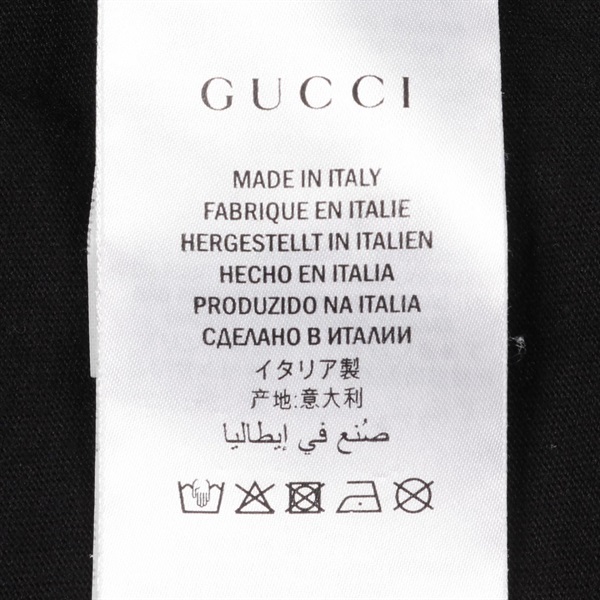 GUCCI
MADE IN ITALY
FABRIQUE EN ITALIE
HERGESTELLT IN ITALIEN
HECHO EN ITALIA
PRODUZIDO NA ITALIA
СДЕЛАНО В ИТАЛИИ
イタリア製
产地:意大利
صُنع في إيطاليا